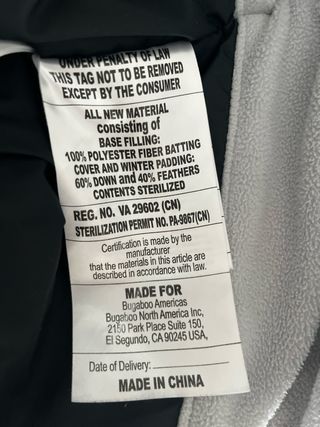 UNDER PENALTY OF LAW
THIS TAG NOT TO BE REMOVED
EXCEPT BY THE CONSUMER
ALL NEW MATERIAL
consisting of
BASE FILLING:
100% POLYESTER FIBER BATTING
COVER AND WINTER PADDING:
60% DOWN and 40% FEATHERS
CONTENTS STERILIZED
REG. NO. VA 29602 (CN)
STERILIZATION PERMIT NO. PA-9867(CN)
Certification is made by the
manufacturer
that the materials in this article are
described in accordance with law.
MADE FOR
Bugaboo Americas
Bugaboo North America Inc,
2150 Park Place Suite 150,
El Segundo, CA 90245 USA,
Date of Delivery:
MADE IN CHINA